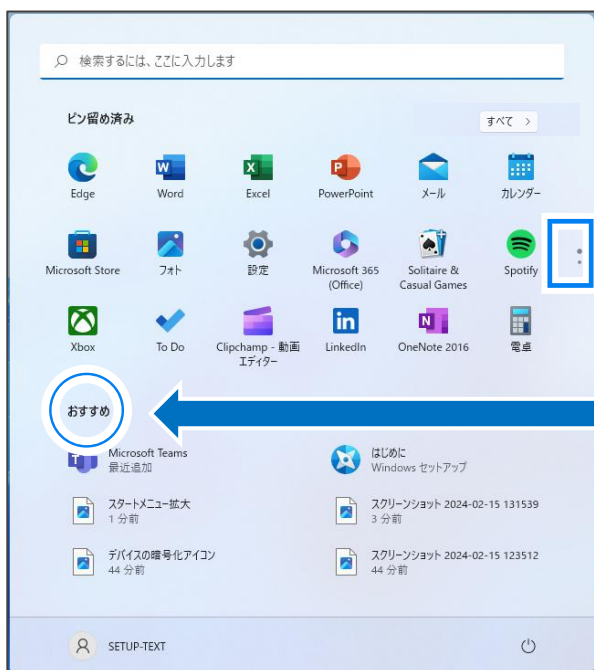 検索するには、ここに入力します
ピン留め済み
すべて >
Edge
Word
Excel
PowerPoint
メール
カレンダー
Microsoft Store
フォト
設定
Microsoft 365
(Office)
Solitaire &
Casual Games
Spotify
Xbox
To Do
Clipchamp - 動画
エディター
LinkedIn
OneNote 2016
電卓
おすすめ
Microsoft Teams
最近追加
はじめに
Windows セットアップ
スタートメニュー拡大
1 分前
スクリーンショット 2024-02-15 131539
3 分前
デバイスの暗号化アイコン
44 分前
スクリーンショット 2024-02-15 123512
44 分前
SETUP-TEXT